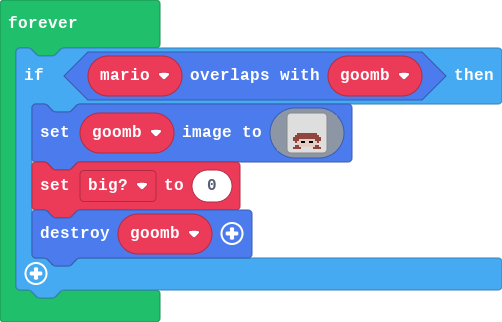 forever
if mario overlaps with goomb then
set goomb image to
set big? to 0
destroy goomb